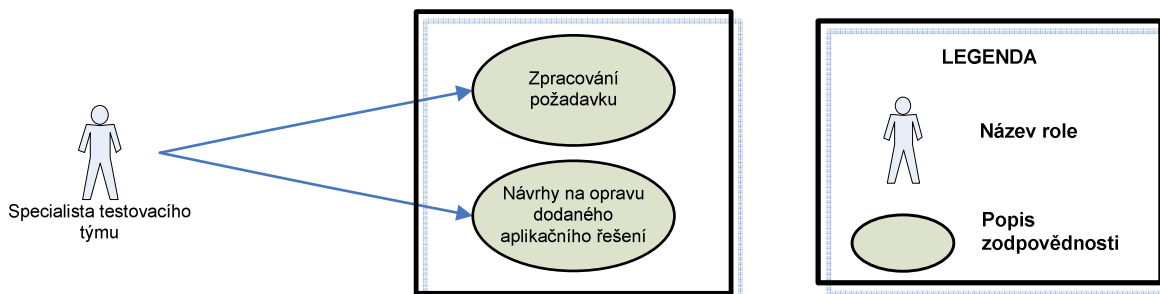 Specialista testovacího
týmu
Zpracování
požadavku
Návrhy na opravu
dodaného
aplikačního řešení
LEGENDA
Název role
Popis
zodpovědnosti